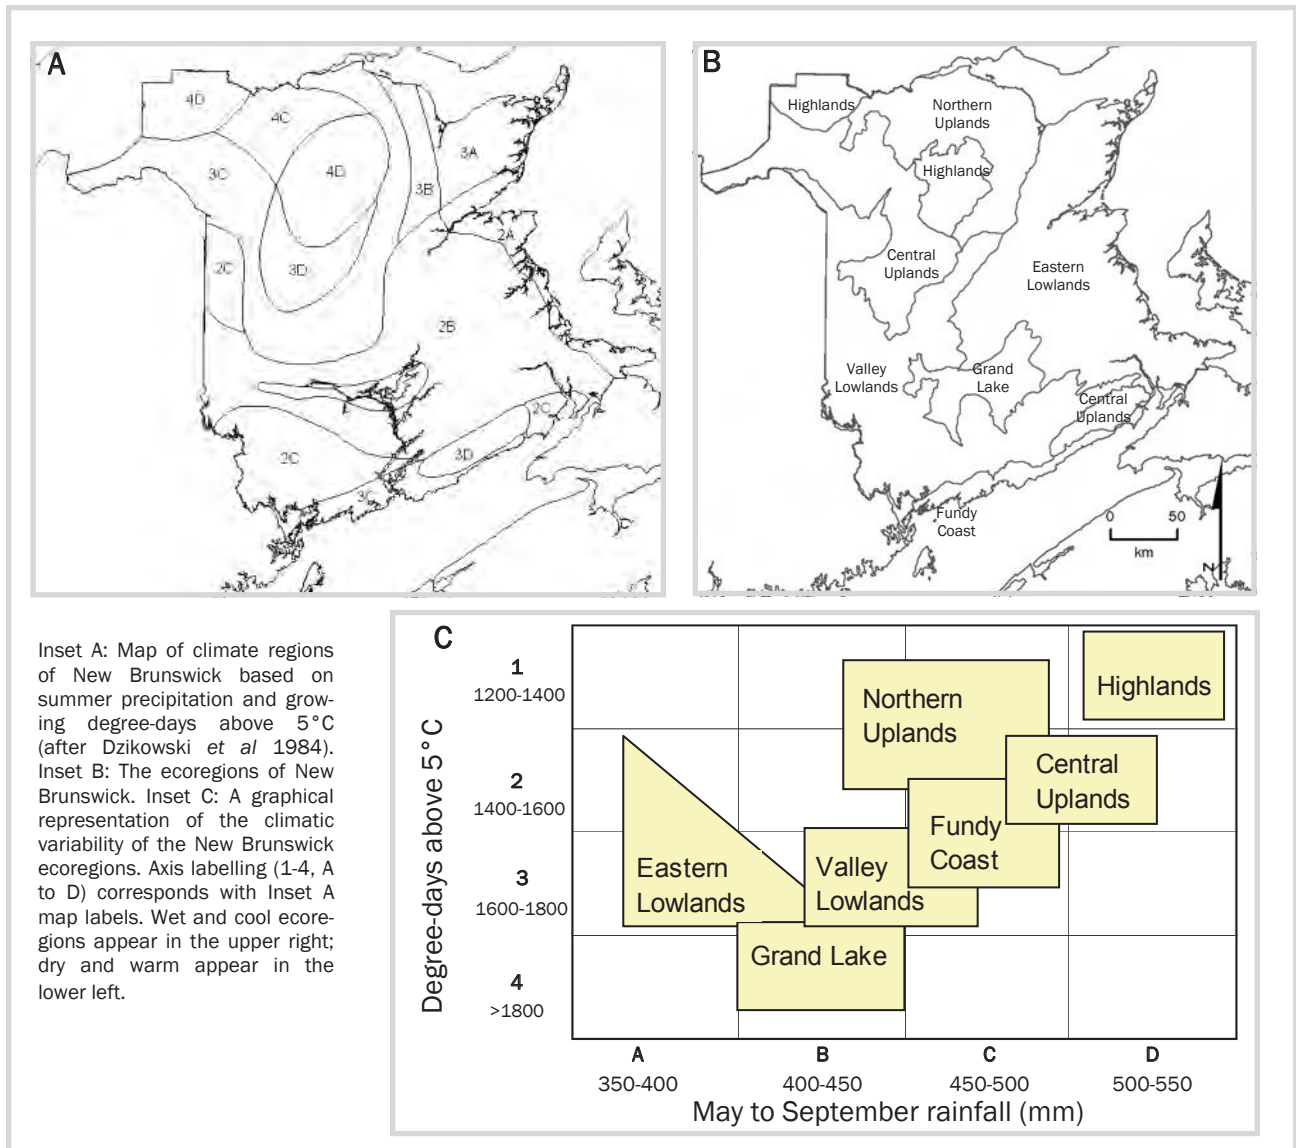 A
4D
4C
3A
3C
4D
3B
2A
2C
3D
2B
2C
2C
3D
3C
B
Highlands
Northern
Uplands
Highlands
Central
Uplands
Eastern
Lowlands
Valley
Lowlands
Grand
Lake
Central
Uplands
Fundy
Coast
0 50
km
N
Inset A: Map of climate regions
of New Brunswick based on
summer precipitation and grow-
ing degree-days above 5°C
(after Dzikowski et al 1984).
Inset B: The ecoregions of New
Brunswick. Inset C: A graphical
representation of the climatic
variability of the New Brunswick
ecoregions. Axis labelling (1-4, A
to D) corresponds with Inset A
map labels. Wet and cool ecore-
gions appear in the upper right;
dry and warm appear in the
lower left.
C
Degree-days above 5°C
1
1200-1400
2
1400-1600
3
1600-1800
4
>1800
Highlands
Northern
Uplands
Central
Uplands
Fundy
Coast
Eastern
Lowlands
Valley
Lowlands
Grand Lake
A B C D
350-400 400-450 450-500 500-550
May to September rainfall (mm)